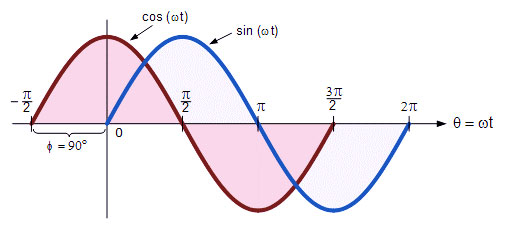 cos (ωt)
sin (ωt)
-π/2
π/2
3π/2
π
2π
θ = ωt
0
ϕ = 90°